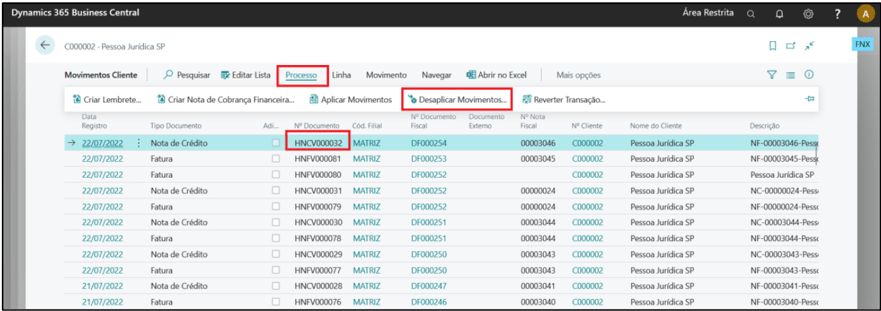 Dynamics 365 Business Central Área Restrita ? A
C000002 - Pessoa Jurídica SP FNX
Movimentos Cliente Pesquisar Editar Lista Processo Linha Movimento Navegar Abrir no Excel Mais opções
Criar Lembrete... Criar Nota de Cobrança Financeira... Aplicar Movimentos Desaplicar Movimentos... Reverter Transação...
Data Registro Tipo Documento Adi... Nº Documento Cód. Filial Nº Documento Fiscal Documento Externo Nº Nota Fiscal Nº Cliente Nome do Cliente Descrição
22/07/2022 Nota de Crédito HNCV000032 MATRIZ DF000254 00003046 C000002 Pessoa Jurídica SP NF-00003046-Pess
22/07/2022 Fatura HNFV000081 MATRIZ DF000253 00003045 C000002 Pessoa Jurídica SP NF-00003045-Pess
22/07/2022 Fatura HNFV000080 MATRIZ DF000252 C000002 Pessoa Jurídica SP Pessoa Jurídica SP
22/07/2022 Nota de Crédito HNCV000031 MATRIZ DF000252 00000024 C000002 Pessoa Jurídica SP NC-00000024-Pess
22/07/2022 Fatura HNFV000079 MATRIZ DF000252 00000024 C000002 Pessoa Jurídica SP NF-00000024-Pess
22/07/2022 Nota de Crédito HNCV000030 MATRIZ DF000251 00003044 C000002 Pessoa Jurídica SP NC-00003044-Pess
22/07/2022 Fatura HNFV000078 MATRIZ DF000251 00003044 C000002 Pessoa Jurídica SP NF-00003044-Pess
22/07/2022 Nota de Crédito HNCV000029 MATRIZ DF000250 00003043 C000002 Pessoa Jurídica SP NC-00003043-Pess
22/07/2022 Fatura HNFV000077 MATRIZ DF000250 00003043 C000002 Pessoa Jurídica SP NF-00003043-Pess
21/07/2022 Nota de Crédito HNCV000028 MATRIZ DF000247 00003041 C000002 Pessoa Jurídica SP NF-00003041-Pess
21/07/2022 Fatura HNFV000076 MATRIZ DF000246 00003040 C000002 Pessoa Jurídica SP NF-00003040-Pess